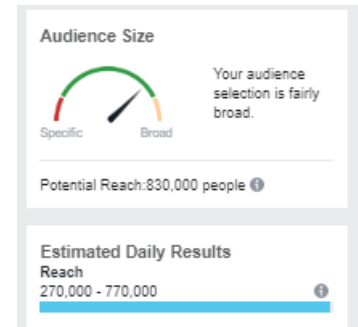 Audience Size
Your audience
selection is fairly
broad.
Specific
Broad
Potential Reach:830,000 people
Estimated Daily Results
Reach
270,000 - 770,000